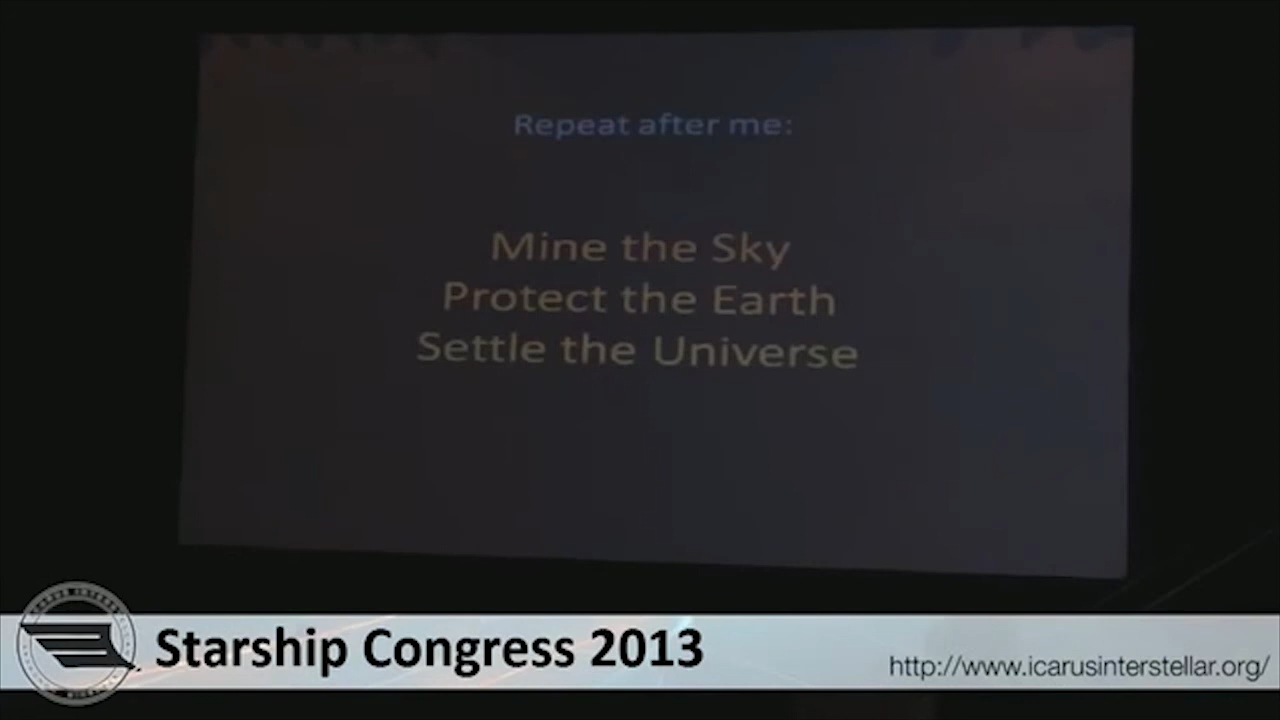 Repeat after me:
Mine the Sky
Protect the Earth
Settle the Universe
Starship Congress 2013
http://www.icarusinterstellar.org/